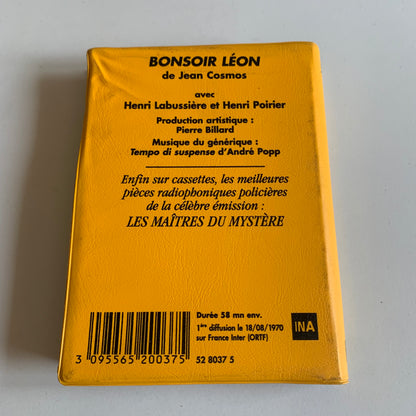 BONSOIR LÉON
de Jean Cosmos
avec
Henri Labussière et Henri Poirier
Production artistique :
Pierre Billard
Musique du générique :
Tempo di suspense d'André Popp
Enfin sur cassettes, les meilleures
pièces radiophoniques policières
de la célèbre émission :
LES MAÎTRES DU MYSTÈRE
Durée 58 mn env.
1ère diffusion le 18/08/1970
sur France Inter (ORTF)
INA
3 095565 200375
52 8037 5